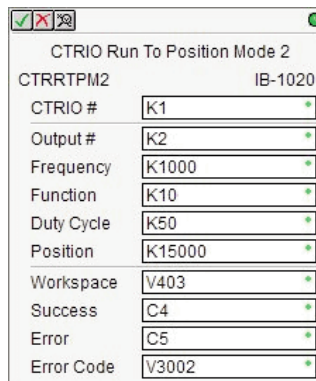 CTRIO Run To Position Mode 2
CTRRTPM2 IB-1020
CTRIO # K1
Output # K2
Frequency K1000
Function K10
Duty Cycle K50
Position K15000
Workspace V403
Success C4
Error C5
Error Code V3002